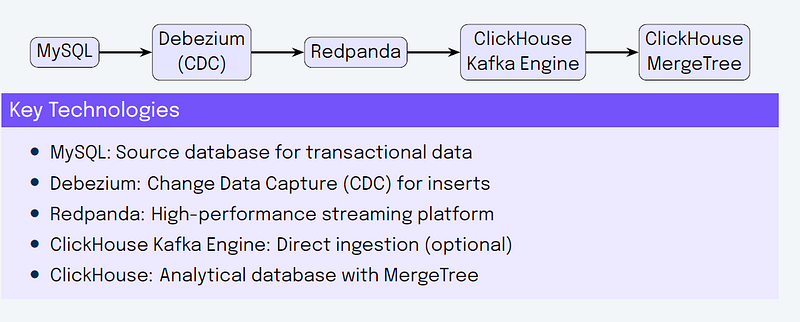 MySQL
Debezium
(CDC)
Redpanda
ClickHouse
Kafka Engine
ClickHouse
MergeTree
Key Technologies
• MySQL: Source database for transactional data
• Debezium: Change Data Capture (CDC) for inserts
• Redpanda: High-performance streaming platform
• ClickHouse Kafka Engine: Direct ingestion (optional)
• ClickHouse: Analytical database with MergeTree